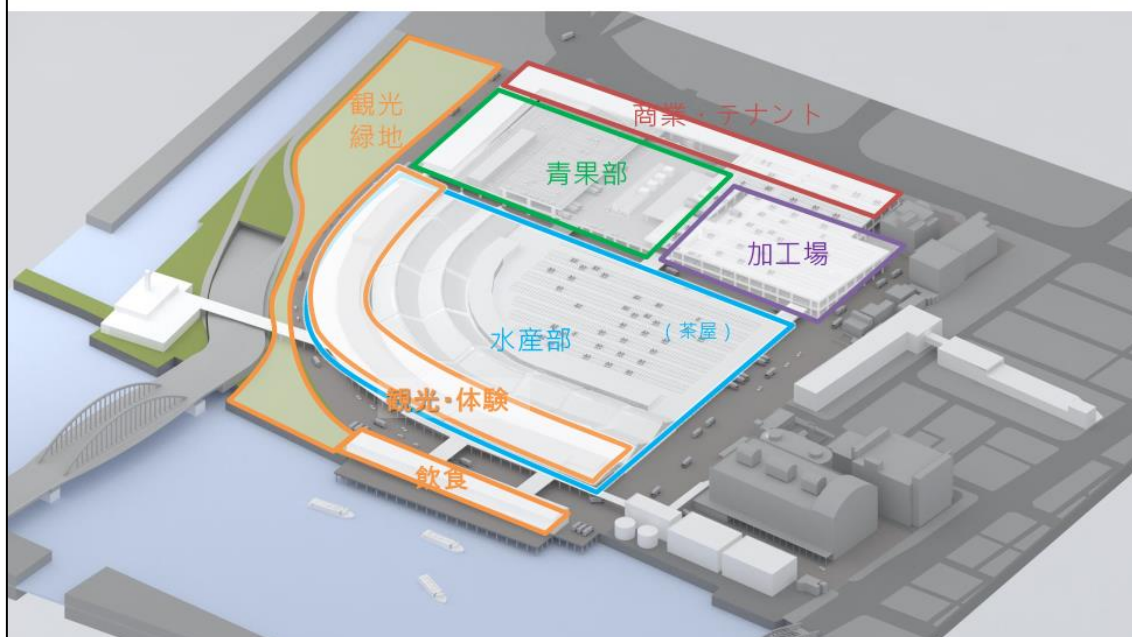 観光
緑地
商業・テナント
青果部
加工場
水産部
(茶屋)
観光・体験
飲食